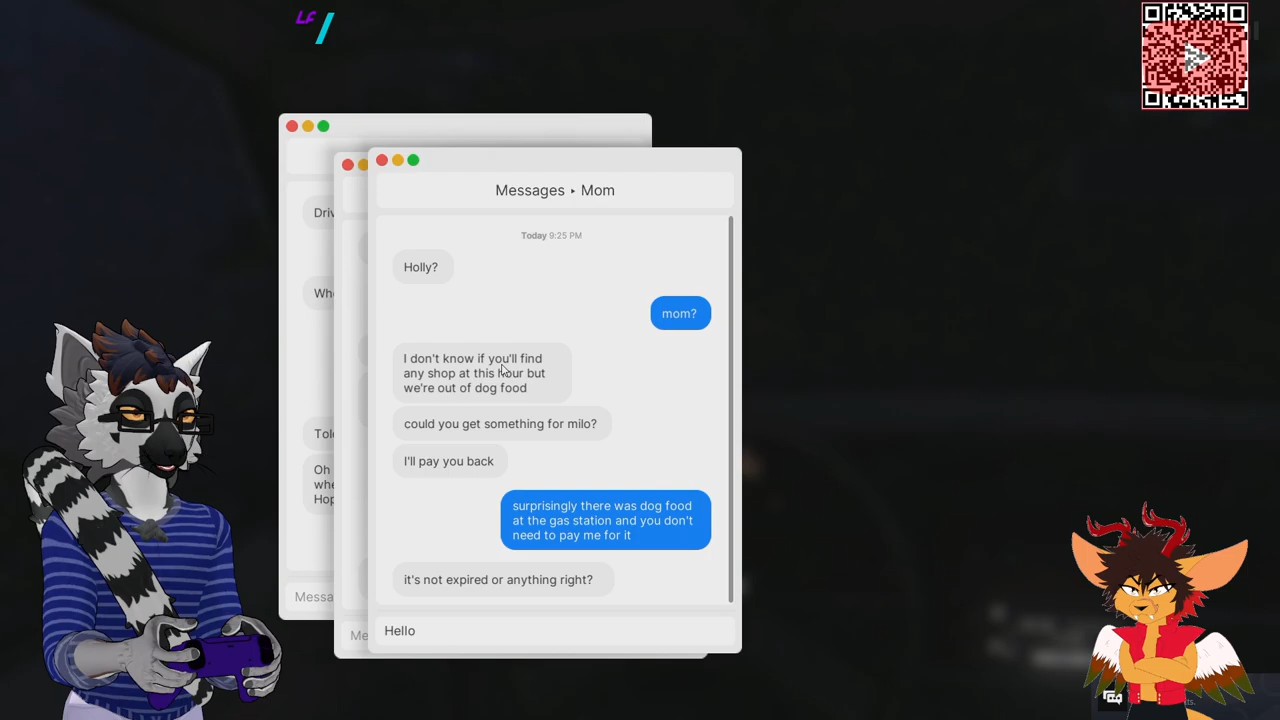 LF
Messages ▸ Mom
Today 9:25 PM
Holly?
mom?
I don't know if you'll find
any shop at this hour but
we're out of dog food
could you get something for milo?
I'll pay you back
surprisingly there was dog food
at the gas station and you don't
need to pay me for it
it's not expired or anything right?
Hello
Driv
Whe
Told
Oh
whe
Hop
Messa
Me